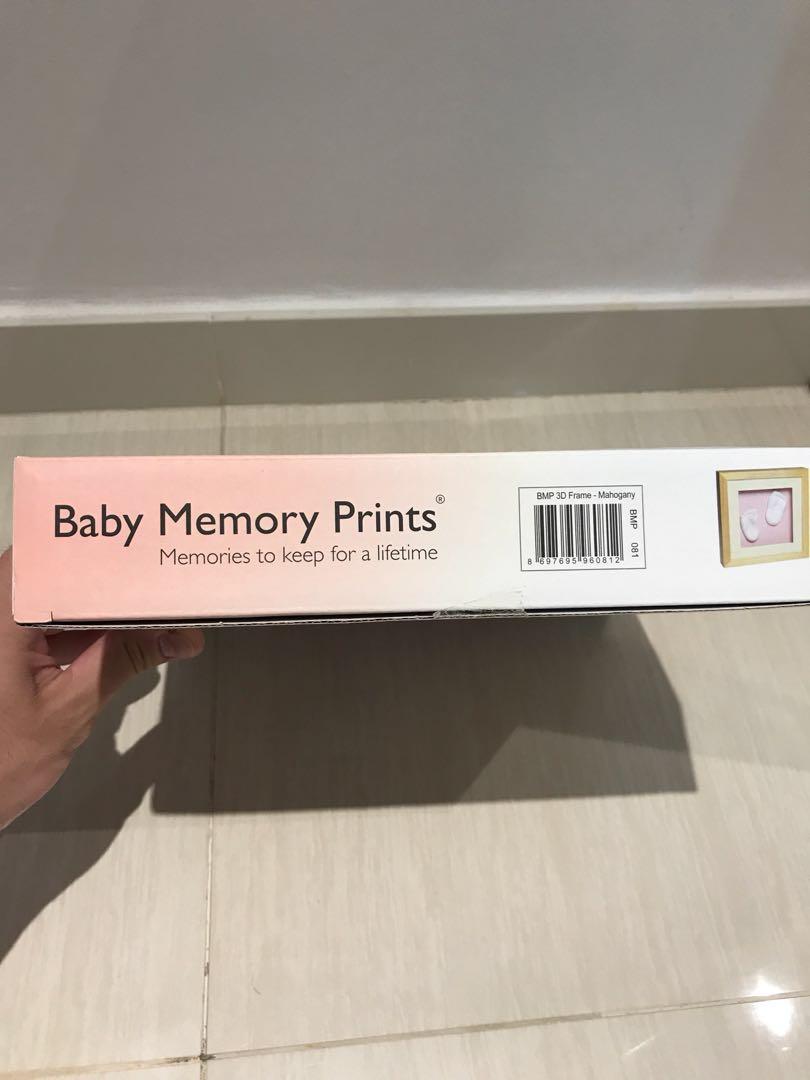 Baby Memory Prints®
Memories to keep for a lifetime
BMP 3D Frame - Mahogany
BMP 081
8 697695 960812